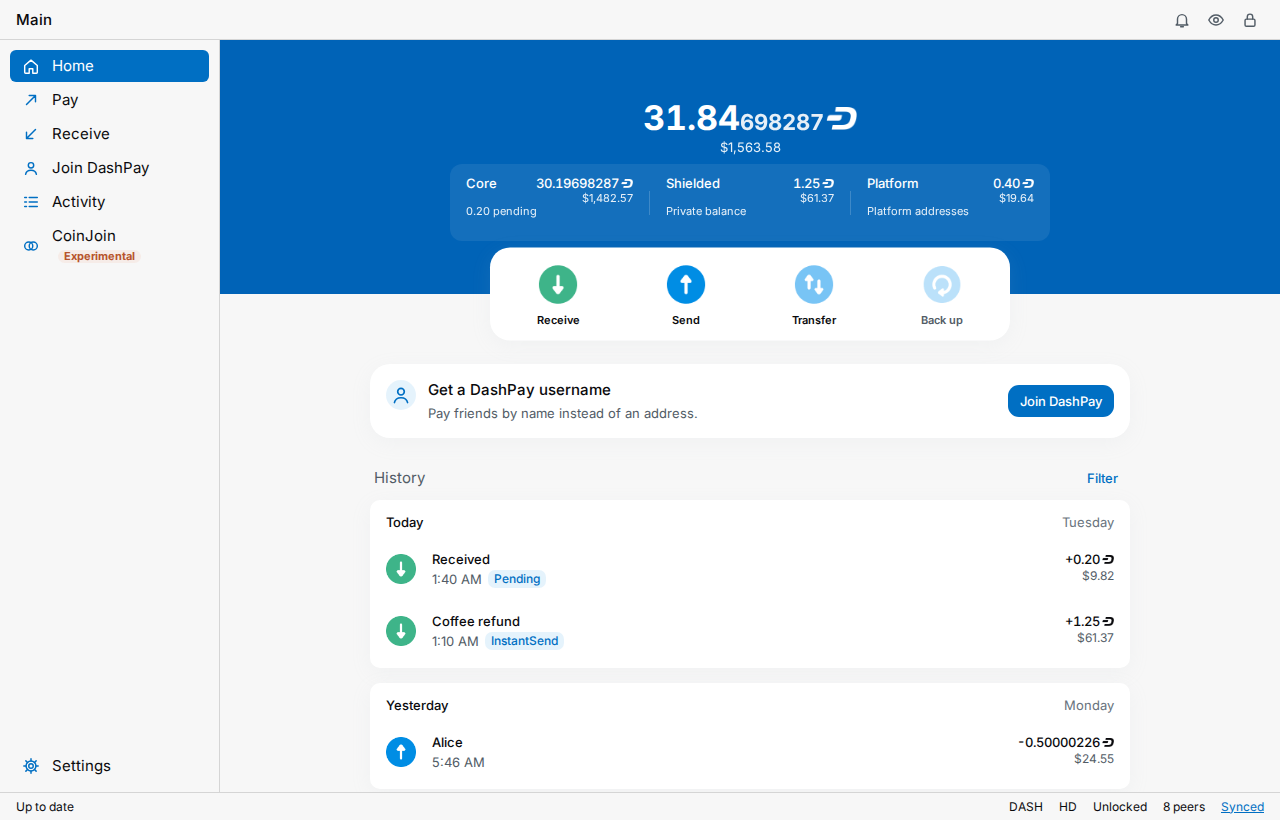 Main
Home
Pay
Receive
Join DashPay
Activity
CoinJoin
Experimental
Settings
31.84698287
$1,563.58
Core 30.19698287
$1,482.57
0.20 pending
Shielded 1.25
$61.37
Private balance
Platform 0.40
$19.64
Platform addresses
Receive Send Transfer Back up
Get a DashPay username
Pay friends by name instead of an address.
Join DashPay
History Filter
Today Tuesday
Received +0.20
1:40 AM Pending $9.82
Coffee refund +1.25
1:10 AM InstantSend $61.37
Yesterday Monday
Alice -0.50000226
5:46 AM $24.55
Up to date DASH HD Unlocked 8 peers Synced